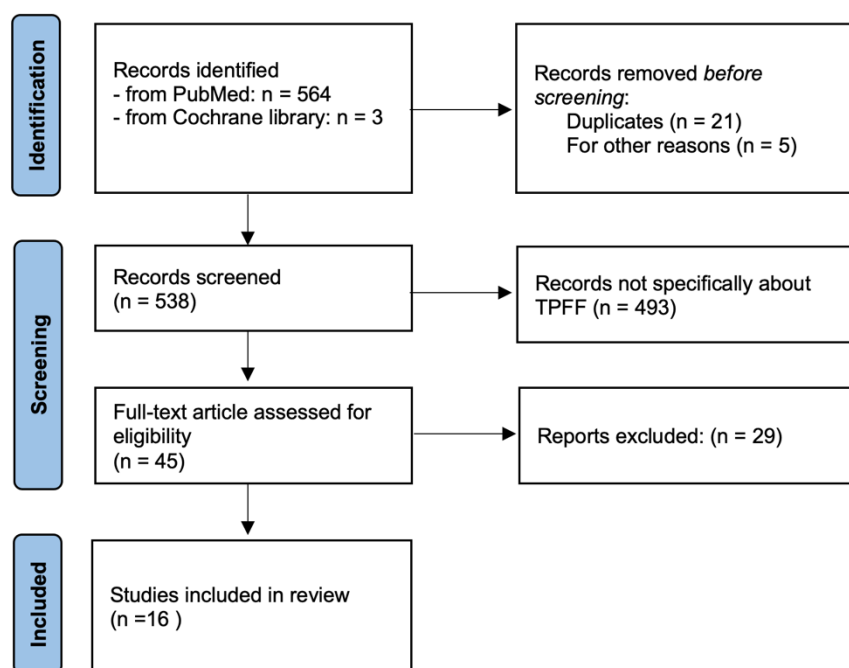 Identification
Records identified
- from PubMed: n = 564
- from Cochrane library: n = 3
Records removed before
screening:
Duplicates (n = 21)
For other reasons (n = 5)
Screening
Records screened
(n = 538)
Records not specifically about
TPFF (n = 493)
Full-text article assessed for
eligibility
(n = 45)
Reports excluded: (n = 29)
Included
Studies included in review
(n =16 )